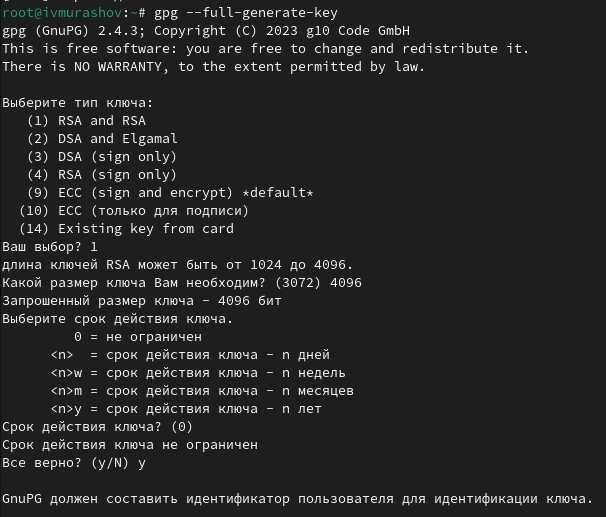 root@ivmurashov:~# gpg --full-generate-key
gpg (GnuPG) 2.4.3; Copyright (C) 2023 g10 Code GmbH
This is free software: you are free to change and redistribute it.
There is NO WARRANTY, to the extent permitted by law.
Выберите тип ключа:
(1) RSA and RSA
(2) DSA and Elgamal
(3) DSA (sign only)
(4) RSA (sign only)
(9) ECC (sign and encrypt) *default*
(10) ECC (только для подписи)
(14) Existing key from card
Ваш выбор? 1
длина ключей RSA может быть от 1024 до 4096.
Какой размер ключа Вам необходим? (3072) 4096
Запрошенный размер ключа - 4096 бит
Выберите срок действия ключа.
0 = не ограничен
<n> = срок действия ключа - n дней
<n>w = срок действия ключа - n недель
<n>m = срок действия ключа - n месяцев
<n>y = срок действия ключа - n лет
Срок действия ключа? (0)
Срок действия ключа не ограничен
Все верно? (y/N) y
GnuPG должен составить идентификатор пользователя для идентификации ключа.